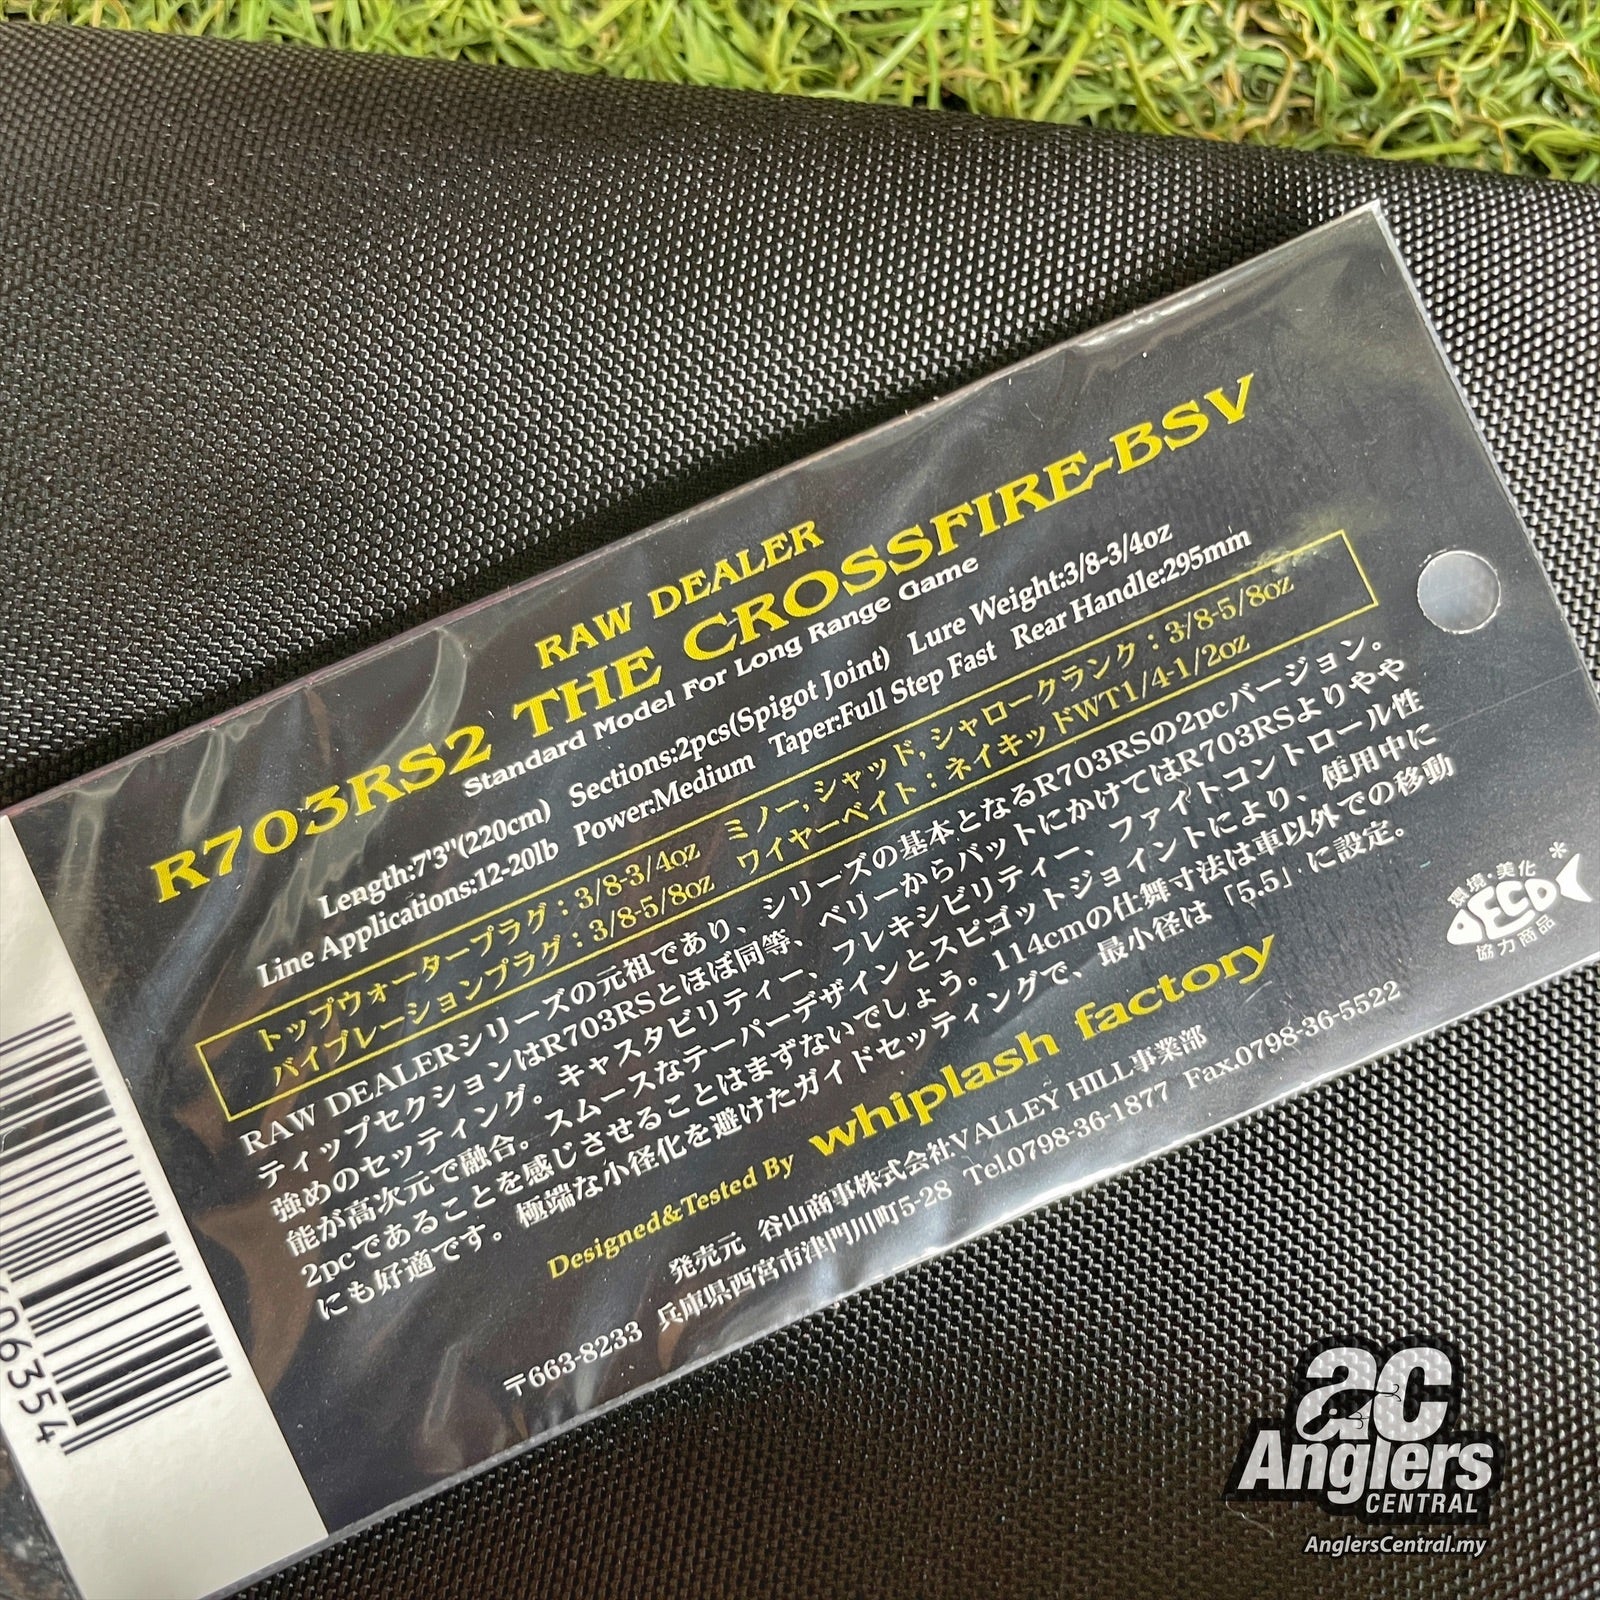 RAW DEALER
R703RS2 THE CROSSFIRE-BSV
Standard Model For Long Range Game
Length:7'3"(220cm) Sections:2pcs(Spigot Joint) Lure Weight:3/8-3/4oz
Line Applications:12-20lb Power:Medium Taper:Full Step Fast Rear Handle:295mm
トップウォータープラグ：3/8-3/4oz ミノー,シャッド,シャロークランク：3/8-5/8oz
バイブレーションプラグ：3/8-5/8oz ワイヤーベイト：ネイキッドWT1/4-1/2oz
RAW DEALERシリーズの元祖であり、シリーズの基本となるR703RSの2pcバージョン。
ティップセクションはR703RSとほぼ同等、ベリーからバットにかけてはR703RSよりやや
強めのセッティング。キャスタビリティー、フレキシビリティー、ファイトコントロール性
能が高次元で融合。スムースなテーパーデザインとスピゴットジョイントにより、使用中に
2pcであることを感じさせることはまずないでしょう。114cmの仕舞寸法は車以外での移動
にも好適です。極端な小径化を避けたガイドセッティングで、最小径は「5.5」に設定。
Designed&Tested By whiplash factory
発売元 谷山商事株式会社VALLEY HILL事業部
〒663-8233 兵庫県西宮市津門川町5-28 Tel.0798-36-1877 Fax.0798-36-5522
環境・美化
ECO
協力商品
06354
ac
Anglers
CENTRAL
AnglersCentral.my